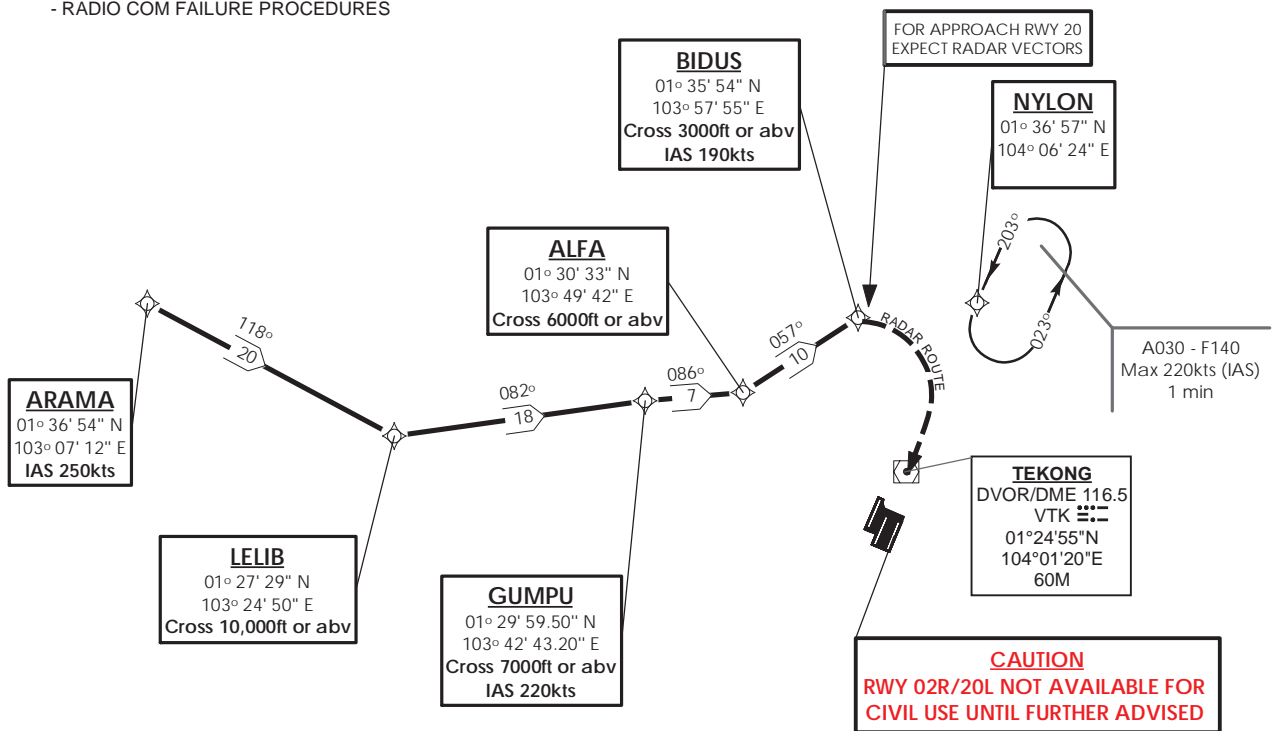 - RADIO COM FAILURE PROCEDURES
FOR APPROACH RWY 20
EXPECT RADAR VECTORS
BIDUS
01° 35' 54" N
103° 57' 55" E
Cross 3000ft or abv
IAS 190kts
NYLON
01° 36' 57" N
104° 06' 24" E
ALFA
01° 30' 33" N
103° 49' 42" E
Cross 6000ft or abv
203°
023°
118°
20
057°
10
RADAR ROUTE
A030 - F140
Max 220kts (IAS)
1 min
ARAMA
01° 36' 54" N
103° 07' 12" E
IAS 250kts
082°
18
086°
7
TEKONG
DVOR/DME 116.5
VTK
01°24'55"N
104°01'20"E
60M
LELIB
01° 27' 29" N
103° 24' 50" E
Cross 10,000ft or abv
GUMPU
01° 29' 59.50" N
103° 42' 43.20" E
Cross 7000ft or abv
IAS 220kts
CAUTION
RWY 02R/20L NOT AVAILABLE FOR
CIVIL USE UNTIL FURTHER ADVISED